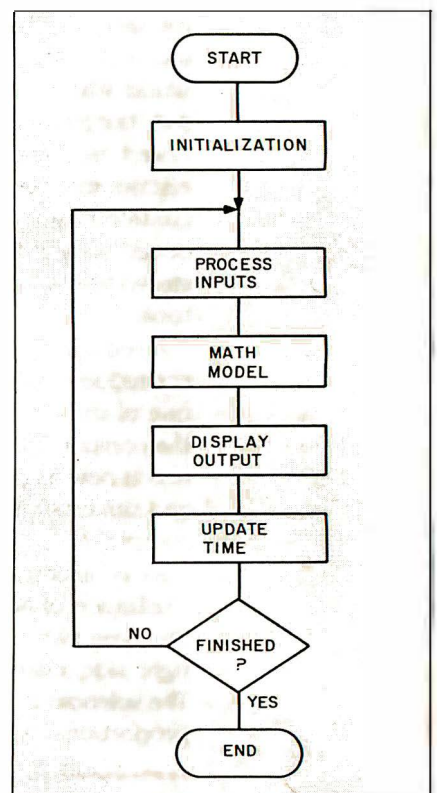 START
INITIALIZATION
PROCESS
INPUTS
MATH
MODEL
DISPLAY
OUTPUT
UPDATE
TIME
NO
FINISHED
?
YES
END